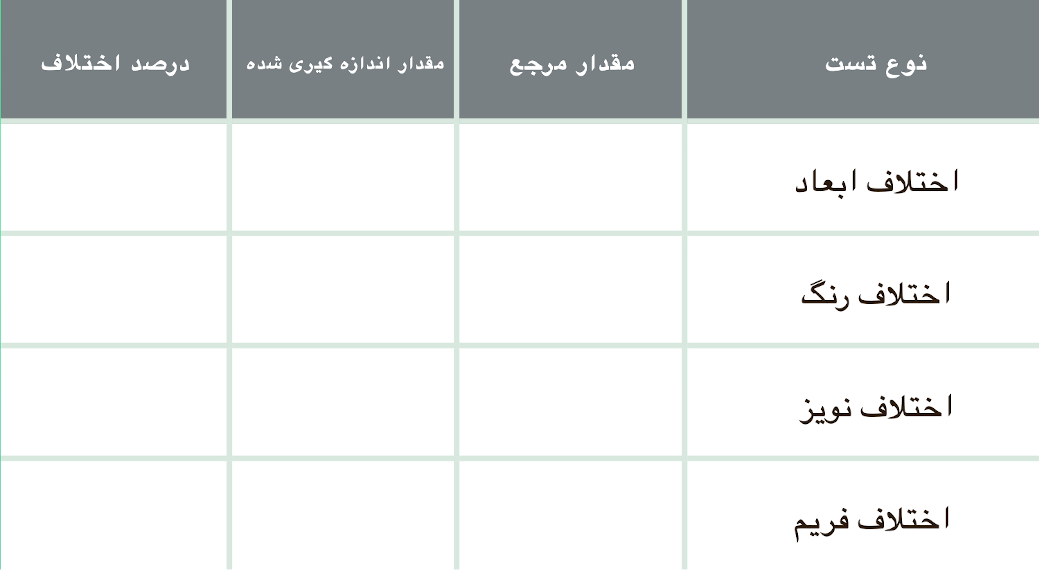 نوع تست
مقدار مرجع
مقدار اندازه گیری شده
درصد اختلاف
اختلاف ابعاد
اختلاف رنگ
اختلاف نویز
اختلاف فریم